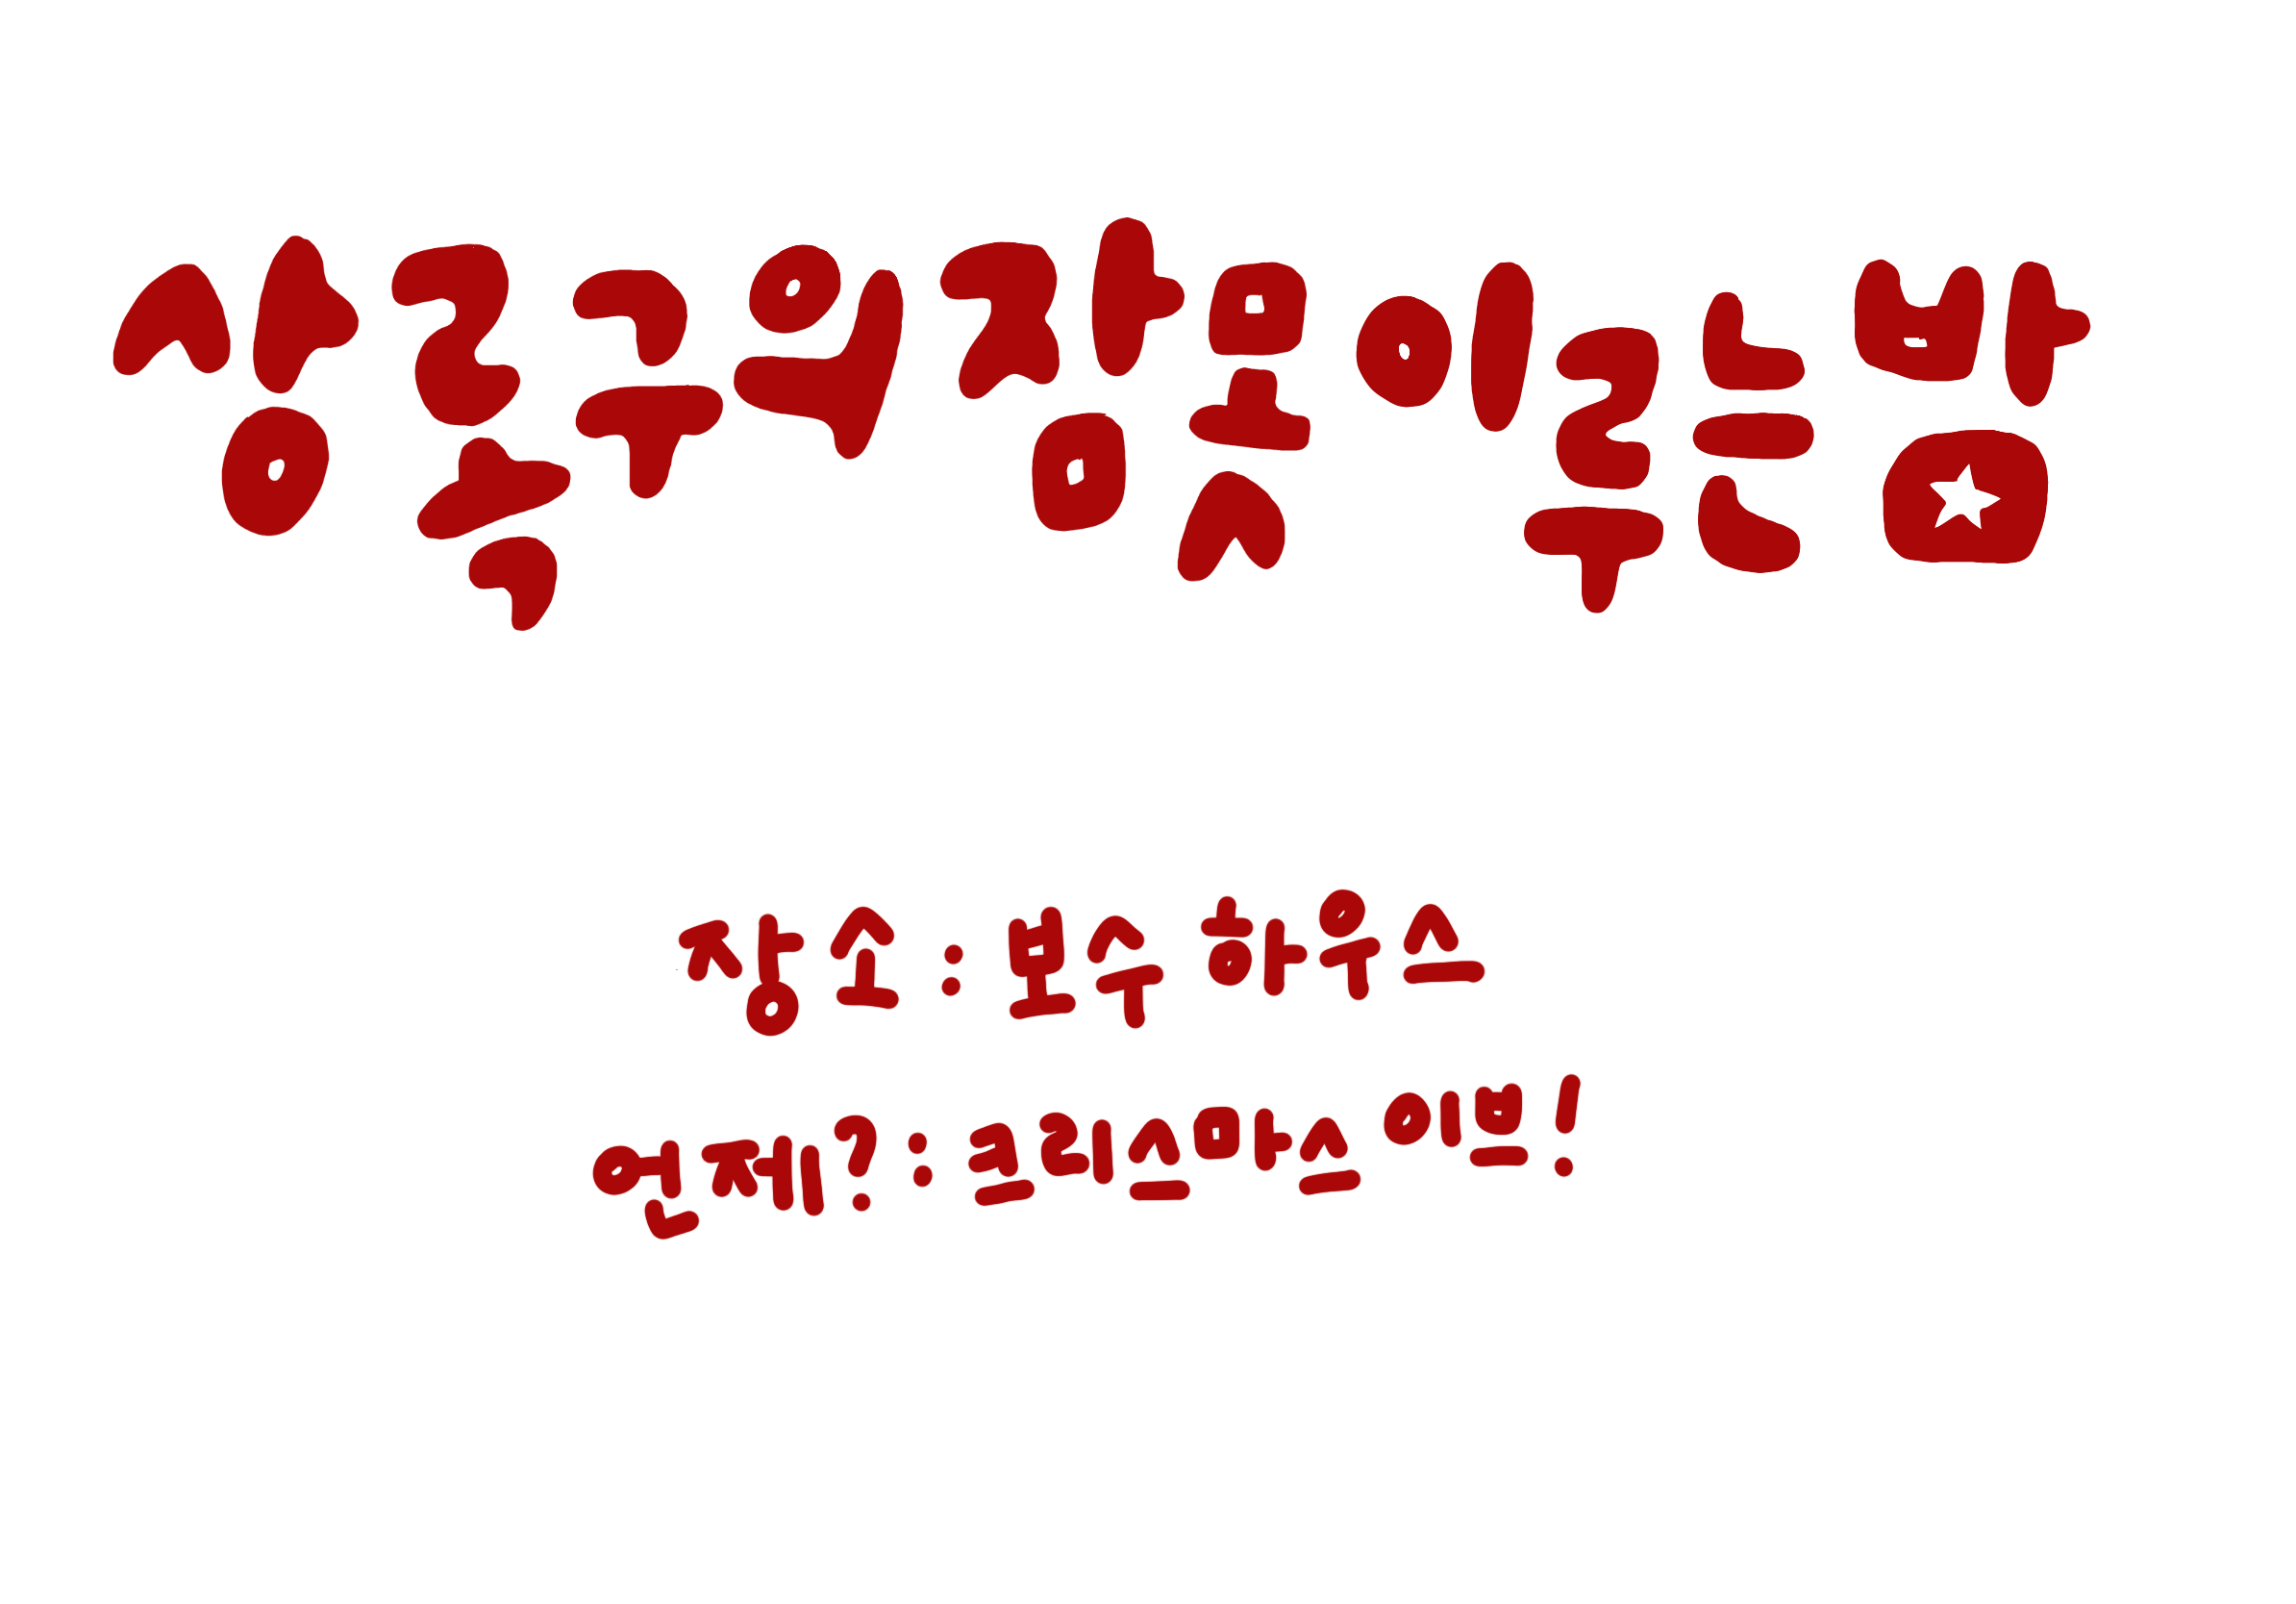 상록구의 잠못 이루는 밤
장소 : 보수 하우스
언제? : 크리스마스 이브!